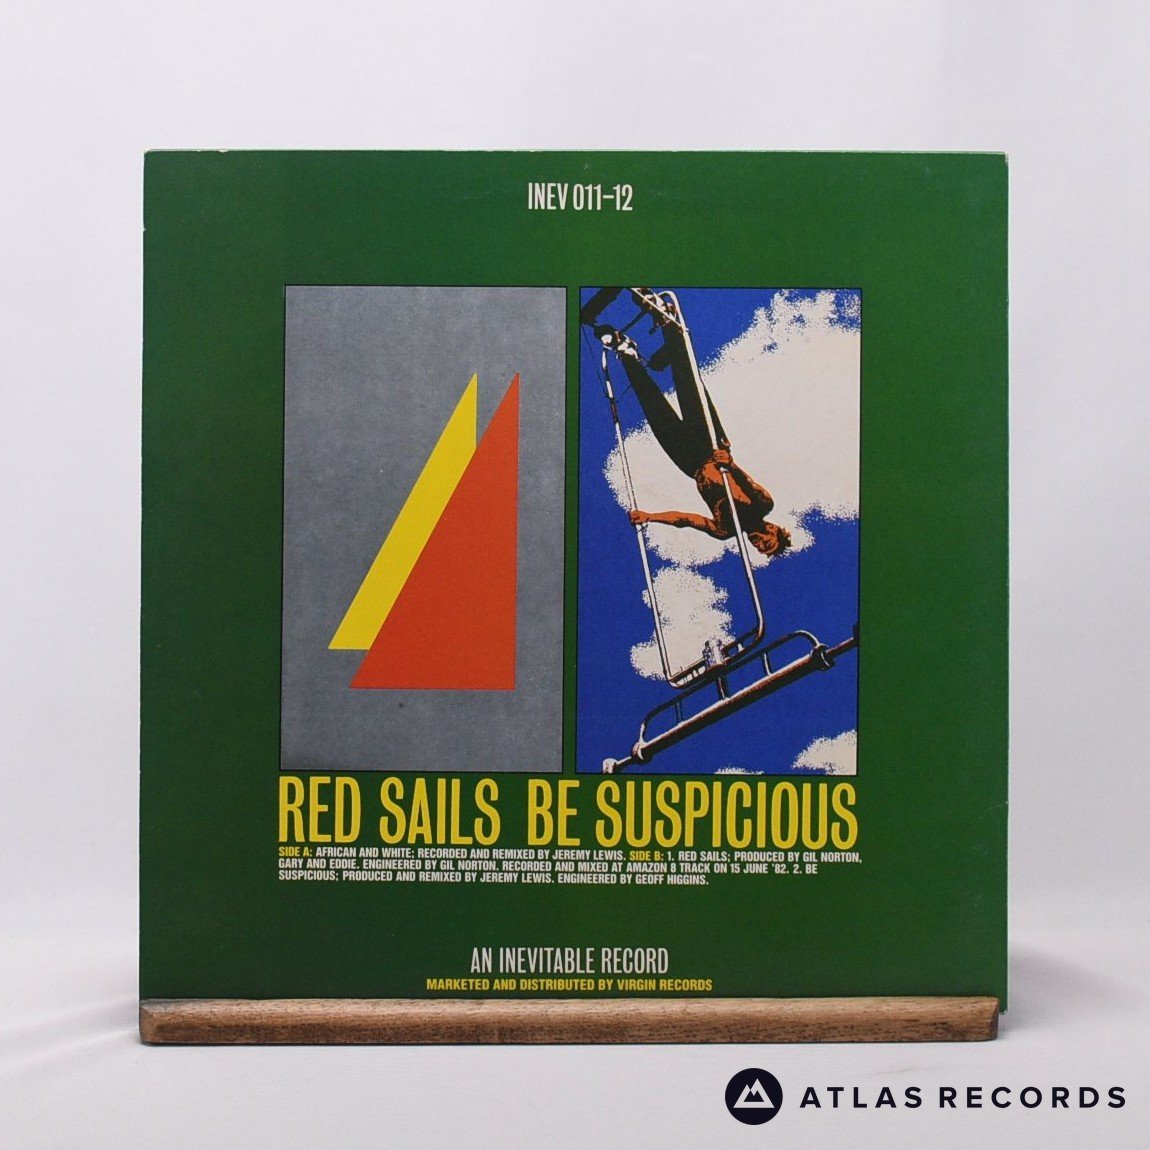 INEV 011-12
RED SAILS BE SUSPICIOUS
SIDE A: AFRICAN AND WHITE; RECORDED AND REMIXED BY JEREMY LEWIS. SIDE B: 1. RED SAILS; PRODUCED BY GIL NORTON,
GARY AND EDDIE. ENGINEERED BY GIL NORTON. RECORDED AND MIXED AT AMAZON 8 TRACK ON 15 JUNE '82. 2. BE
SUSPICIOUS; PRODUCED AND REMIXED BY JEREMY LEWIS. ENGINEERED BY GEOFF HIGGINS.
AN INEVITABLE RECORD
MARKETED AND DISTRIBUTED BY VIRGIN RECORDS
ATLAS RECORDS